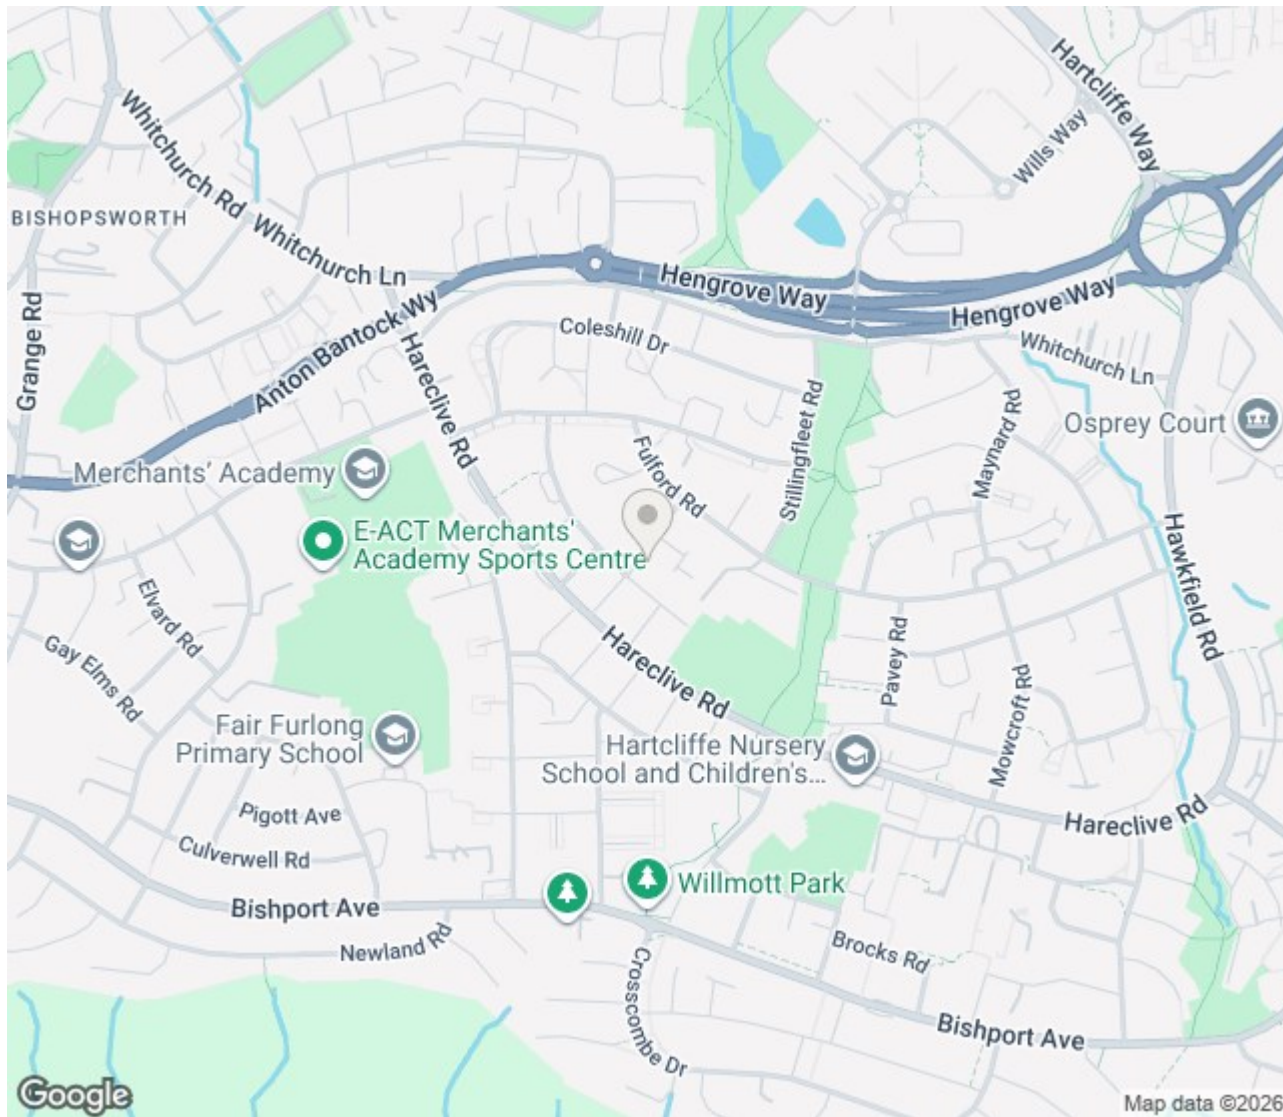 Hartcliffe Way
Wills Way
Whitchurch Rd
BISHOPSWORTH
Whitchurch Ln
Hengrove Way
Hengrove Way
Grange Rd
Anton Bantock Wy
Coleshill Dr
Whitchurch Ln
Hareclive Rd
Stillingfleet Rd
Maynard Rd
Osprey Court
Fulford Rd
Merchants' Academy
E-ACT Merchants'
Academy Sports Centre
Hawkfield Rd
Elvard Rd
Gay Elms Rd
Hareclive Rd
Pavey Rd
Mowcroft Rd
Fair Furlong
Primary School
Hartcliffe Nursery
School and Children's...
Pigott Ave
Culverwell Rd
Hareclive Rd
Willmott Park
Bishport Ave
Newland Rd
Brocks Rd
Crosscombe Dr
Bishport Ave
Google
Map data ©2026